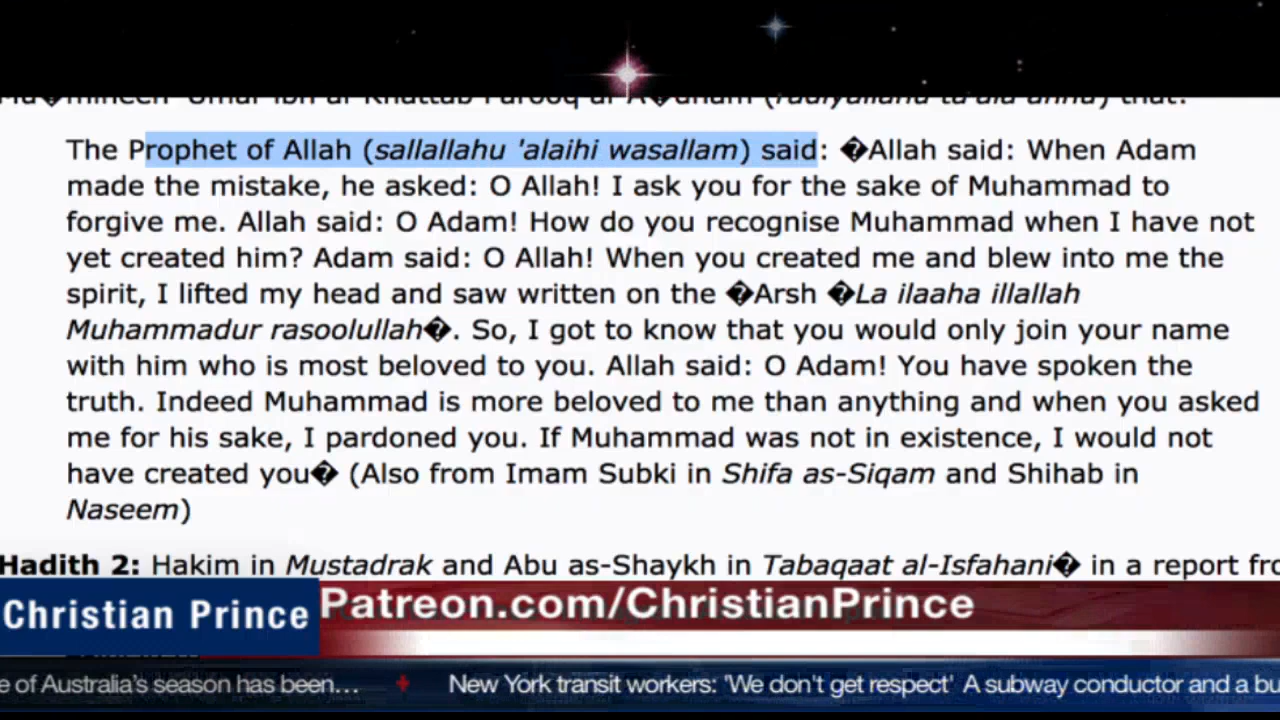 The Prophet of Allah (sallallahu 'alaihi wasallam) said: �Allah said: When Adam
made the mistake, he asked: O Allah! I ask you for the sake of Muhammad to
forgive me. Allah said: O Adam! How do you recognise Muhammad when I have not
yet created him? Adam said: O Allah! When you created me and blew into me the
spirit, I lifted my head and saw written on the �Arsh �La ilaaha illallah
Muhammadur rasoolullah�. So, I got to know that you would only join your name
with him who is most beloved to you. Allah said: O Adam! You have spoken the
truth. Indeed Muhammad is more beloved to me than anything and when you asked
me for his sake, I pardoned you. If Muhammad was not in existence, I would not
have created you� (Also from Imam Subki in Shifa as-Siqam and Shihab in
Naseem)
Hadith 2: Hakim in Mustadrak and Abu as-Shaykh in Tabaqaat al-Isfahani� in a report
Christian Prince
Patreon.com/ChristianPrince
e of Australia's season has been... New York transit workers: 'We don't get respect' A subway conductor and a